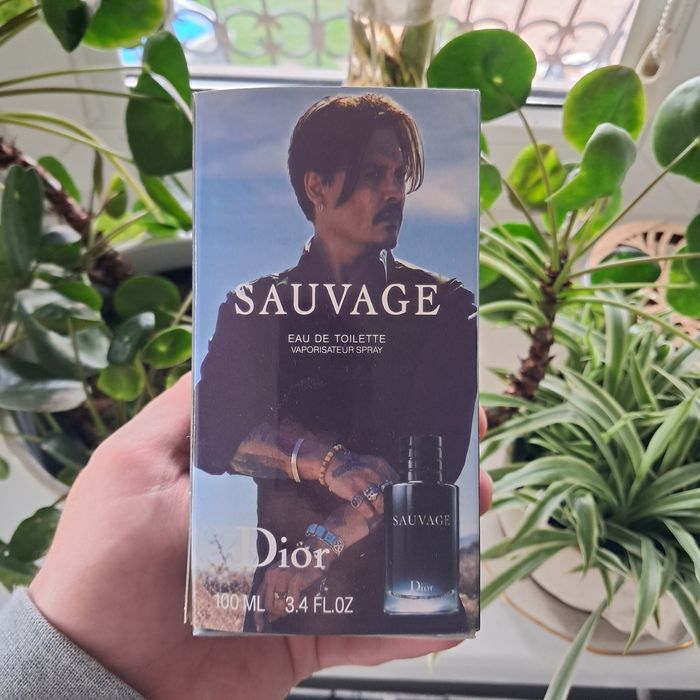 SAUVAGE
EAU DE TOILETTE
VAPORISATEUR SPRAY
SAUVAGE
Dior
Dior
100 ML 3.4 FL.OZ